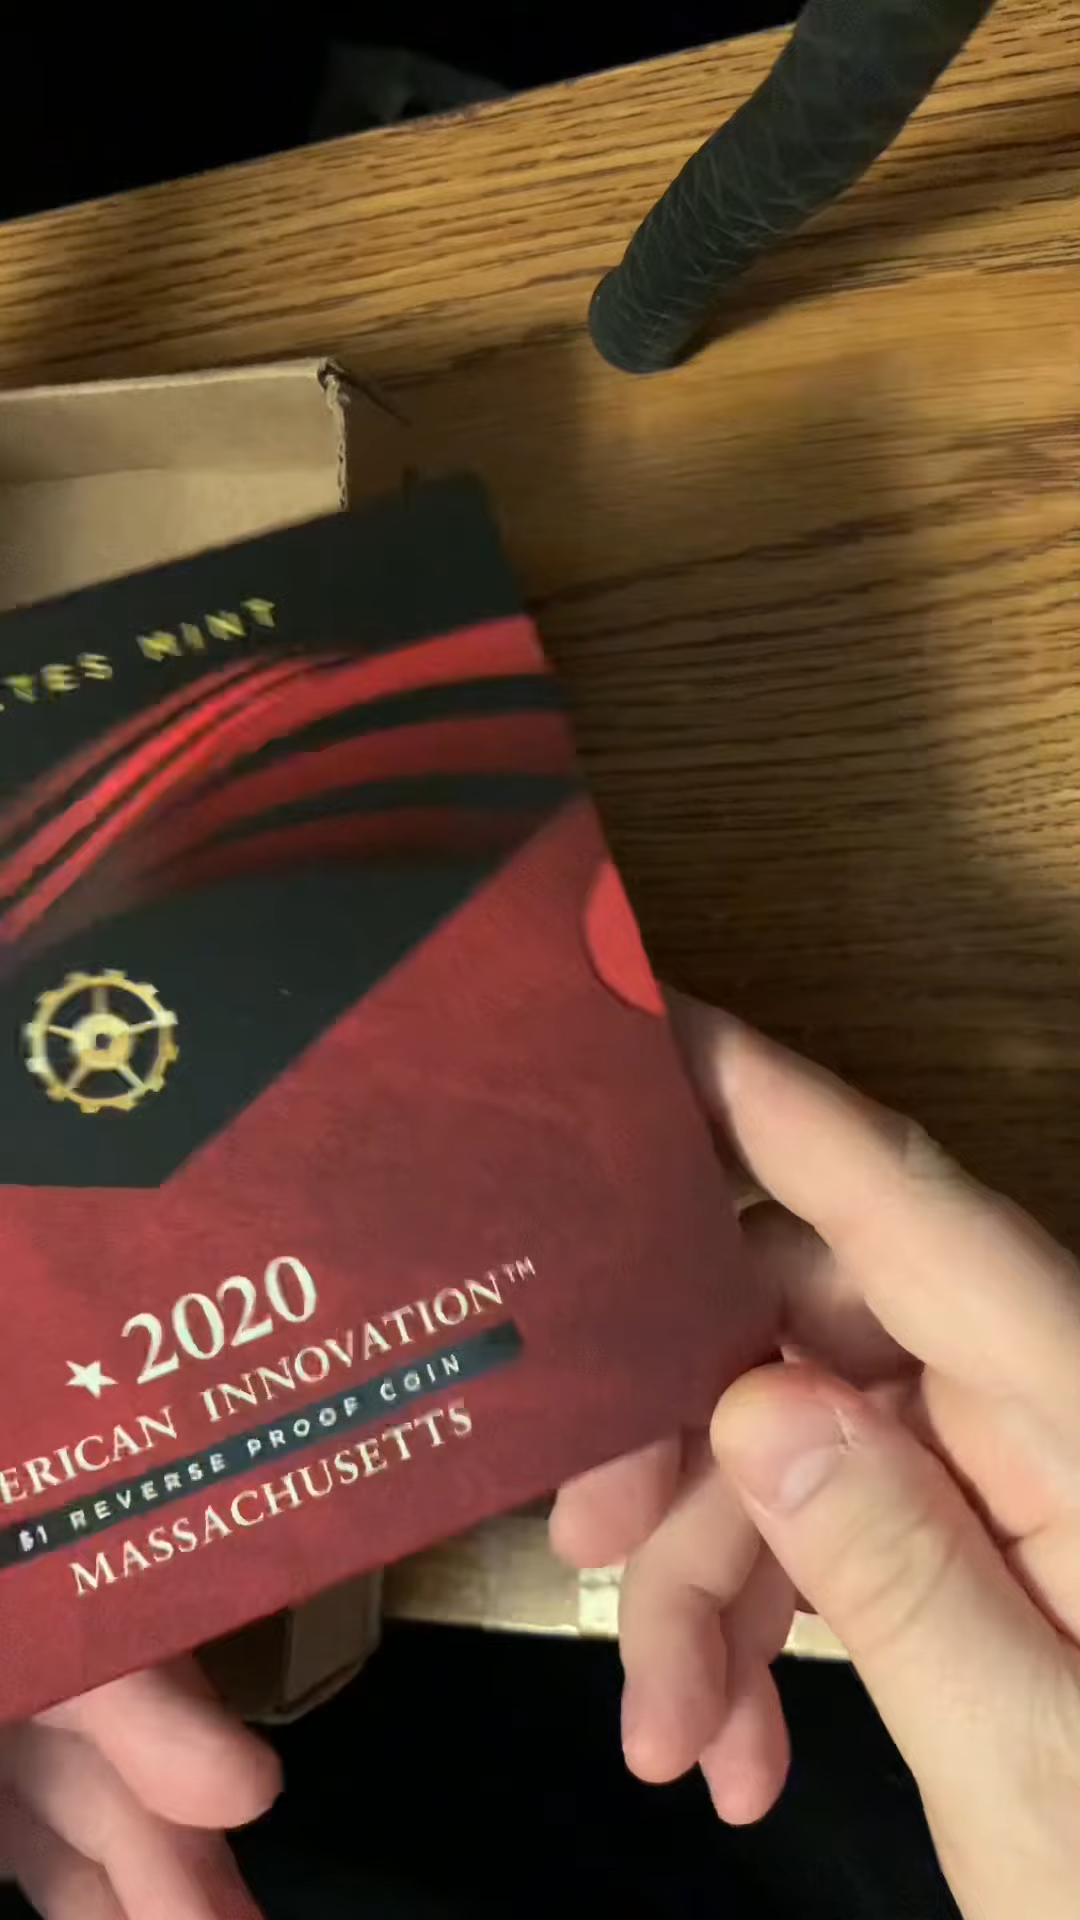 TES MINT
2020
ERICAN INNOVATION™
$1 REVERSE PROOF COIN
MASSACHUSETTS